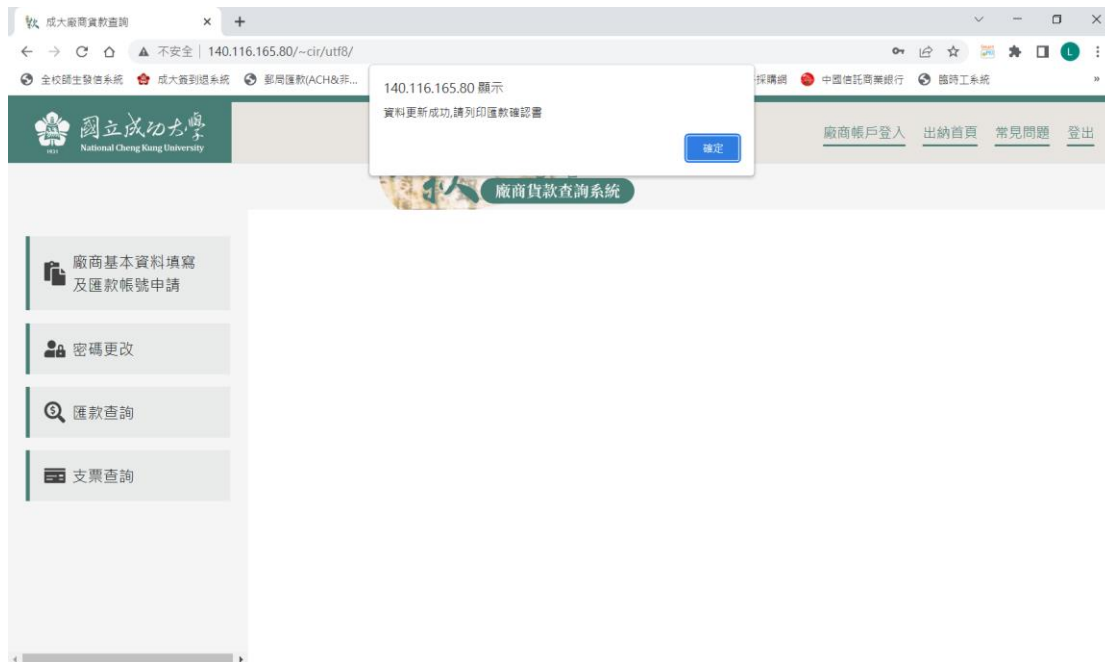 成大廠商貨款查詢
不安全 140.116.165.80/~cir/utf8/
全校師生發信系統 成大簽到退系統 郵局匯款(ACH&非... 採購網 中國信託商業銀行 臨時工系統 »
L
140.116.165.80 顯示
資料更新成功,請列印匯款確認書
確定
1931
國立成功大學
National Cheng Kung University
廠商帳戶登入 出納首頁 常見問題 登出
廠商貨款查詢系統
廠商基本資料填寫
及匯款帳號申請
密碼更改
匯款查詢
支票查詢